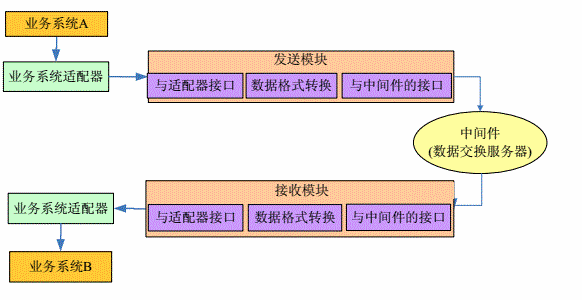 业务系统A
业务系统适配器
发送模块
与适配器接口 数据格式转换 与中间件的接口
中间件
(数据交换服务器)
接收模块
业务系统适配器
与适配器接口 数据格式转换 与中间件的接口
业务系统B